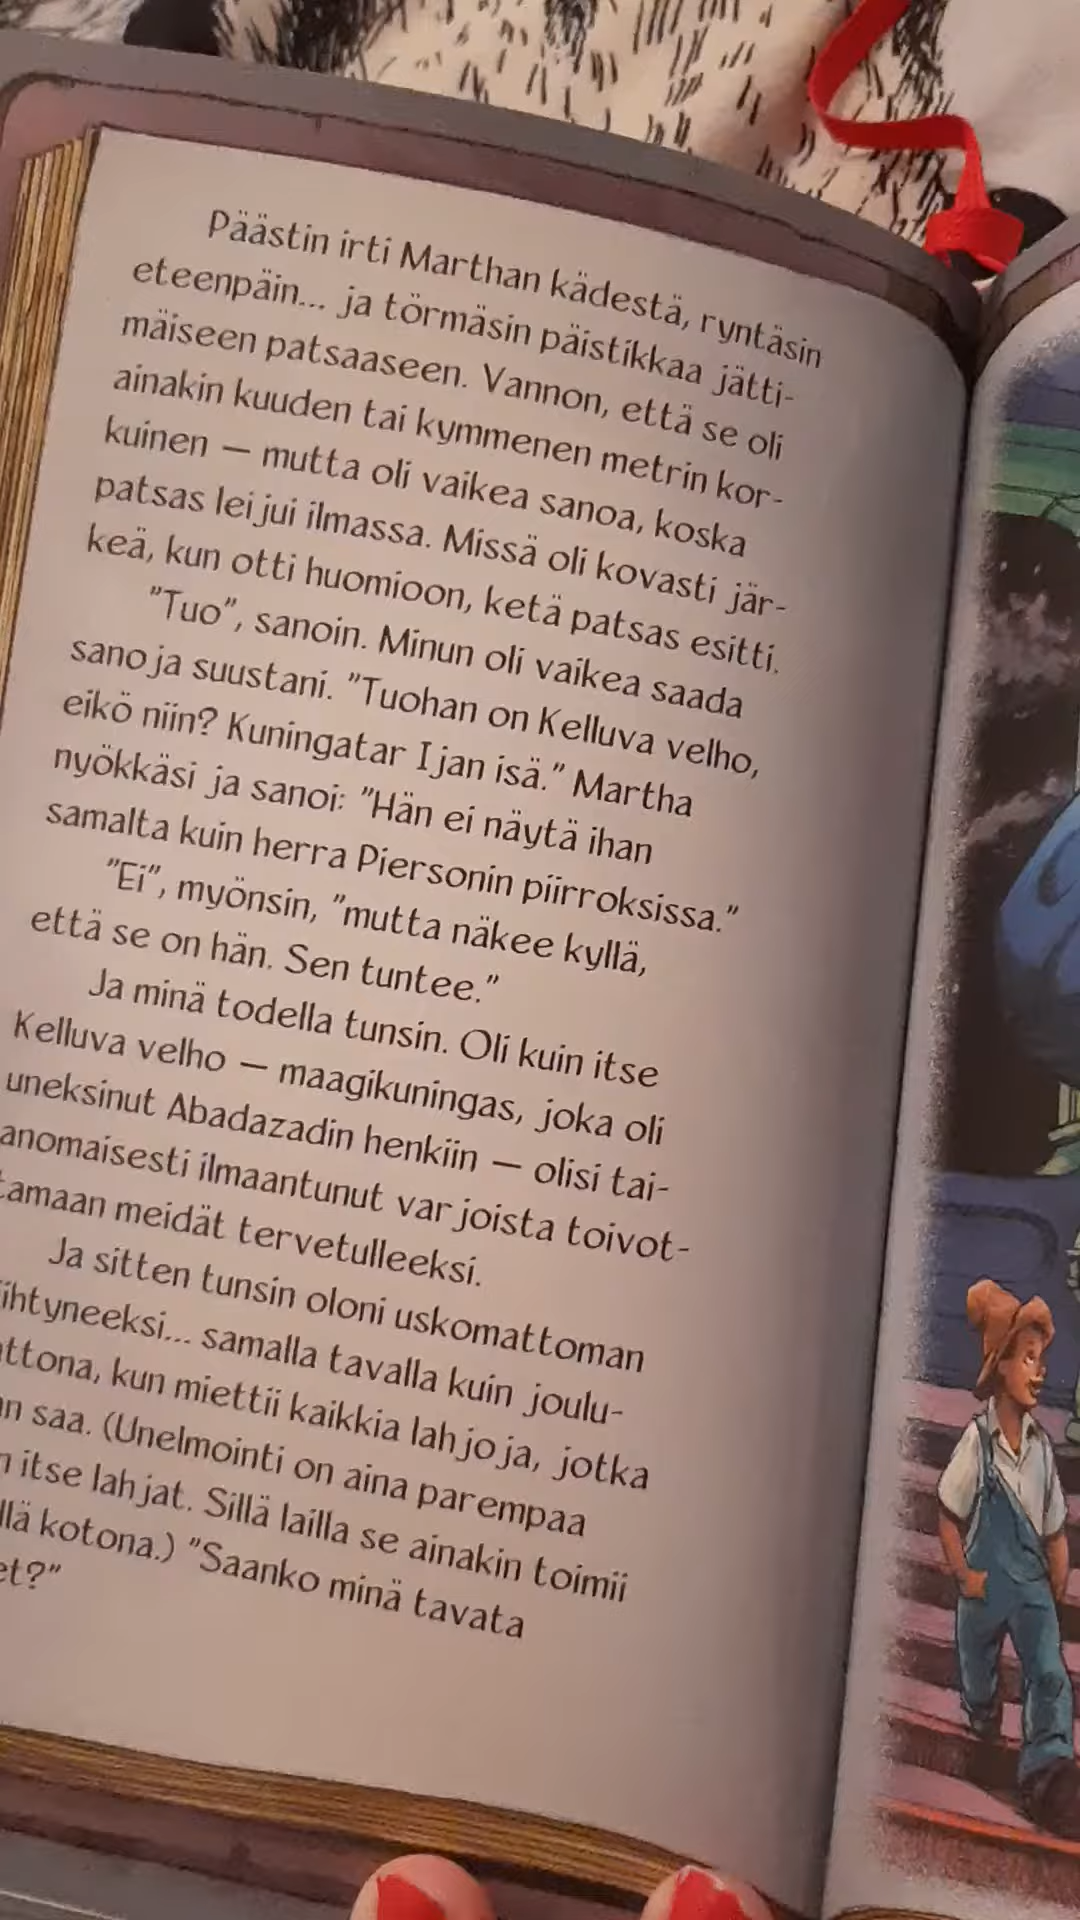 Päästin irti Marthan kädestä, ryntäsin
eteenpäin... ja törmäsin päistikkaa jätti-
mäiseen patsaaseen. Vannon, että se oli
ainakin kuuden tai kymmenen metrin kor-
kuinen — mutta oli vaikea sanoa, koska
patsas leijui ilmassa. Missä oli kovasti jär-
keä, kun otti huomioon, ketä patsas esitti.
"Tuo", sanoin. Minun oli vaikea saada
sanoja suustani. "Tuohan on Kelluva velho,
eikö niin? Kuningatar Ijan isä." Martha
nyökkäsi ja sanoi: "Hän ei näytä ihan
samalta kuin herra Piersonin piirroksissa."
"Ei", myönsin, "mutta näkee kyllä,
että se on hän. Sen tuntee."
Ja minä todella tunsin. Oli kuin itse
Kelluva velho — maagikuningas, joka oli
uneksinut Abadazadin henkiin — olisi tai-
anomaisesti ilmaantunut varjoista toivot-
tamaan meidät tervetulleeksi.
Ja sitten tunsin oloni uskomattoman
ihtyneeksi... samalla tavalla kuin joulu-
ttona, kun miettii kaikkia lahjoja, jotka
an saa. (Unelmointi on aina parempaa
n itse lahjat. Sillä lailla se ainakin toimii
llä kotona.) "Saanko minä tavata
et?"